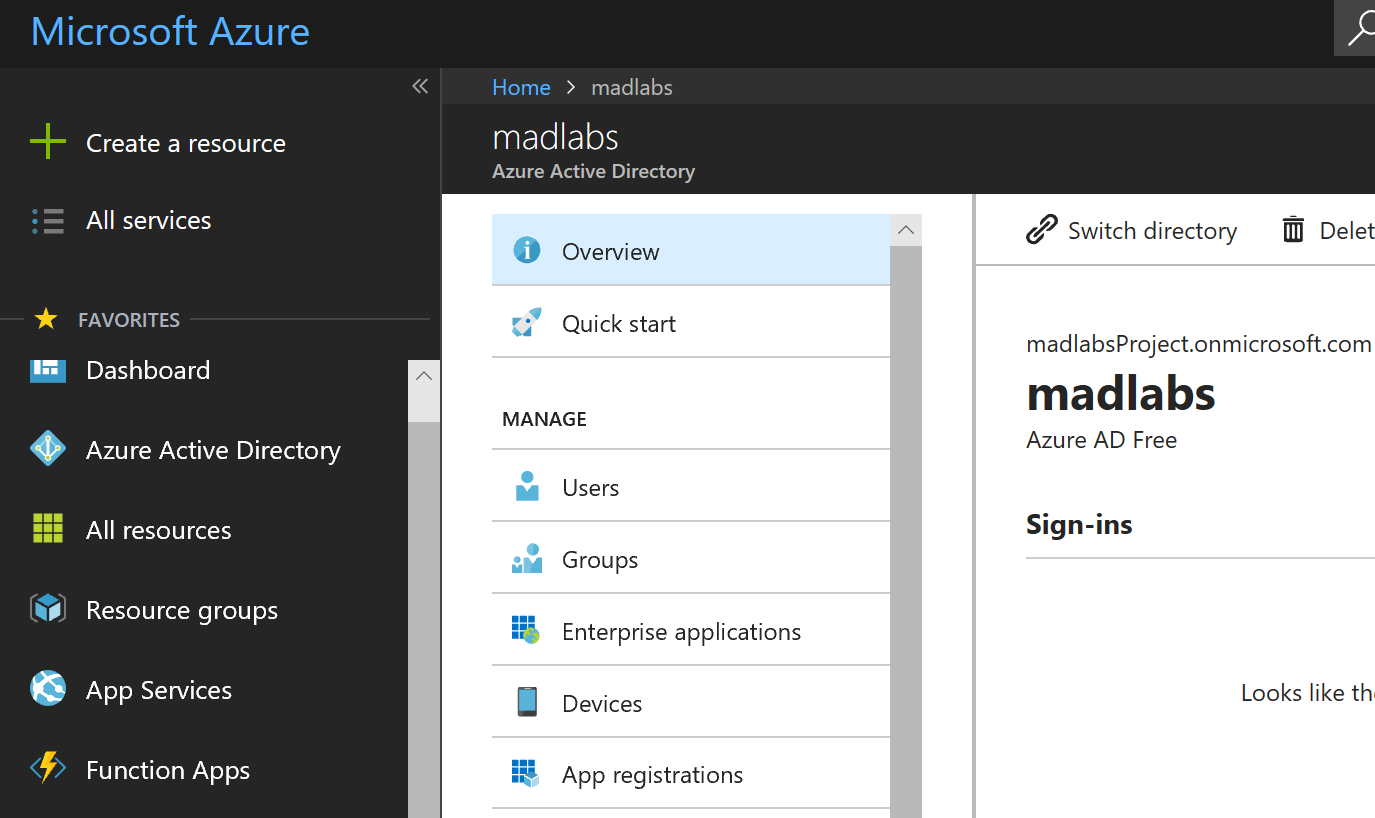 Microsoft Azure
Create a resource
All services
FAVORITES
Dashboard
Azure Active Directory
All resources
Resource groups
App Services
Function Apps
Home > madlabs
madlabs
Azure Active Directory
Overview
Quick start
MANAGE
Users
Groups
Enterprise applications
Devices
App registrations
Switch directory
Delet
madlabsProject.onmicrosoft.com
madlabs
Azure AD Free
Sign-ins
Looks like the